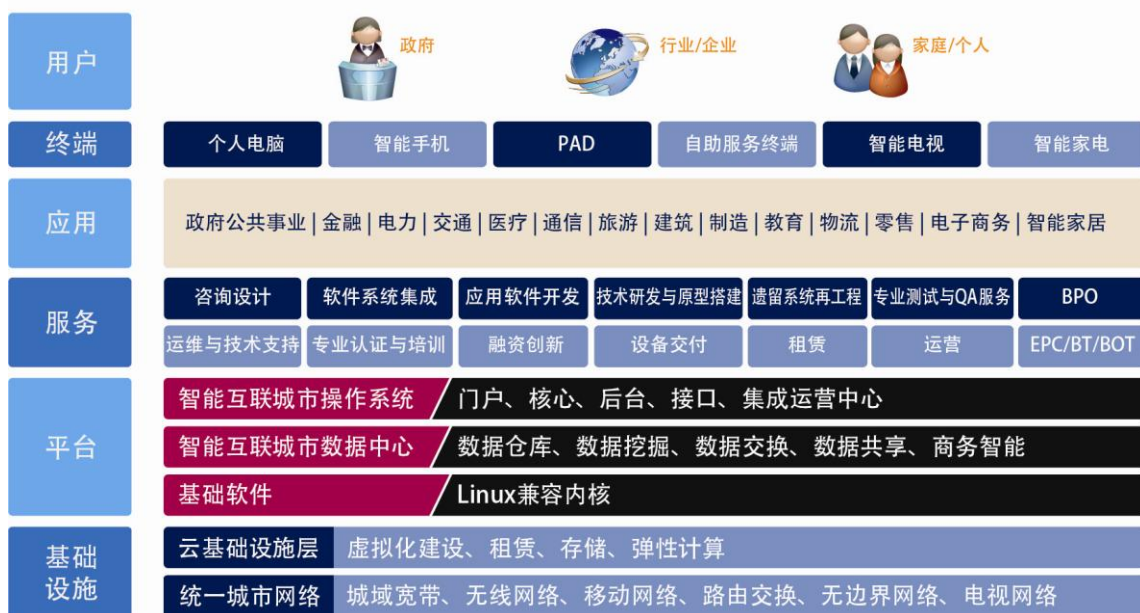 用户
政府
行业/企业
家庭/个人
终端
个人电脑
智能手机
PAD
自助服务终端
智能电视
智能家电
应用
政府公共事业 | 金融 | 电力 | 交通 | 医疗 | 通信 | 旅游 | 建筑 | 制造 | 教育 | 物流 | 零售 | 电子商务 | 智能家居
服务
咨询设计
软件系统集成
应用软件开发
技术研发与原型搭建
遗留系统再工程
专业测试与QA服务
BPO
运维与技术支持
专业认证与培训
融资创新
设备交付
租赁
运营
EPC/BT/BOT
平台
智能互联城市操作系统
门户、核心、后台、接口、集成运营中心
智能互联城市数据中心
数据仓库、数据挖掘、数据交换、数据共享、商务智能
基础软件
Linux兼容内核
基础
设施
云基础设施层
虚拟化建设、租赁、存储、弹性计算
统一城市网络
城域宽带、无线网络、移动网络、路由交换、无边界网络、电视网络